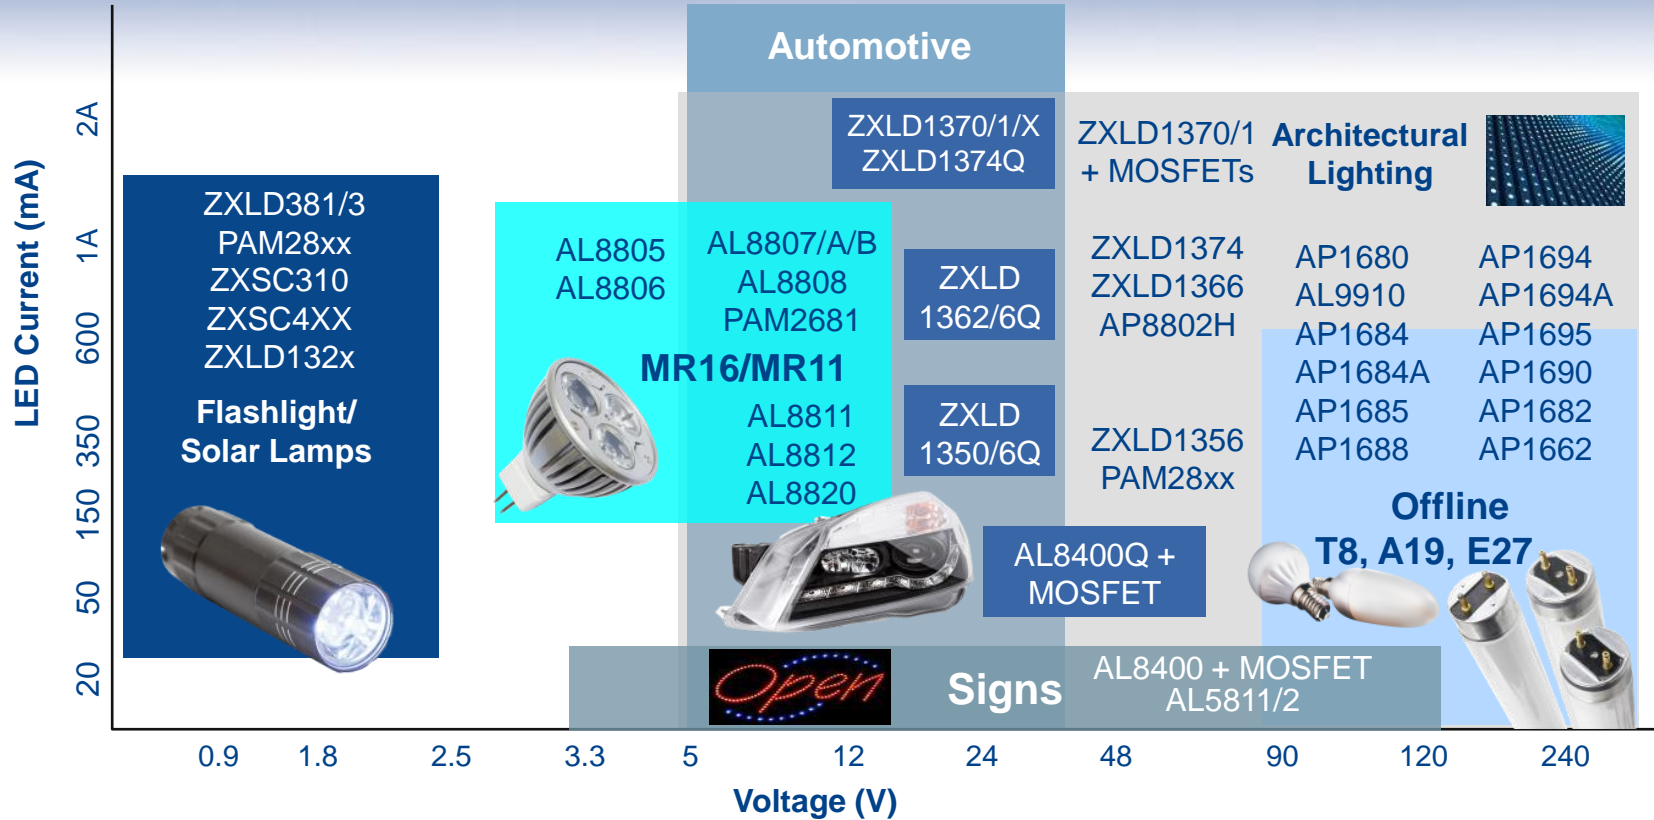 Automotive
LED Current (mA)
2A
1A
600
350
150
50
20
ZXLD381/3
PAM28xx
ZXSC310
ZXSC4XX
ZXLD132x
Flashlight/
Solar Lamps
AL8805
AL8806
AL8807/A/B
AL8808
PAM2681
MR16/MR11
AL8811
AL8812
AL8820
ZXLD1370/1/X
ZXLD1374Q
ZXLD
1362/6Q
ZXLD
1350/6Q
AL8400Q +
MOSFET
ZXLD1370/1
+ MOSFETs
ZXLD1374
ZXLD1366
AP8802H
ZXLD1356
PAM28xx
Architectural
Lighting
AP1680
AL9910
AP1684
AP1684A
AP1685
AP1688
AP1694
AP1694A
AP1695
AP1690
AP1682
AP1662
Offline
T8, A19, E27
Open
Signs
AL8400 + MOSFET
AL5811/2
0.9
1.8
2.5
3.3
5
12
24
48
90
120
240
Voltage (V)